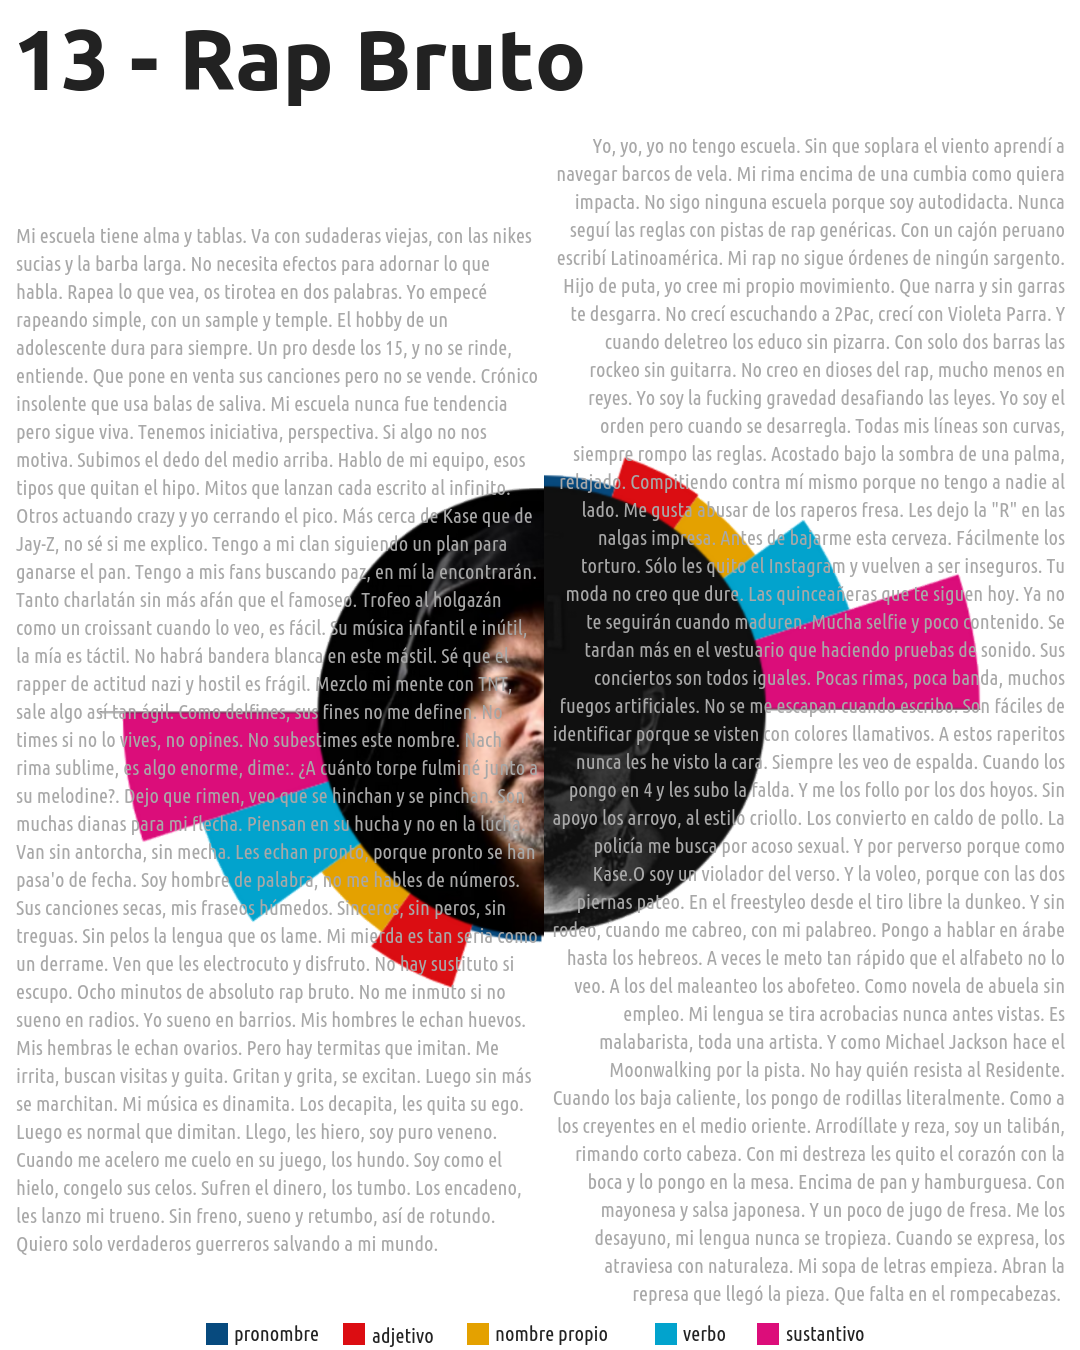 13 - Rap Bruto
Mi escuela tiene alma y tablas. Va con sudaderas viejas, con las nikes
sucias y la barba larga. No necesita efectos para adornar lo que
habla. Rapea lo que vea, os tirotea en dos palabras. Yo empecé
rapeando simple, con un sample y temple. El hobby de un
adolescente dura para siempre. Un pro desde los 15, y no se rinde,
entiende. Que pone en venta sus canciones pero no se vende. Crónico
insolente que usa balas de saliva. Mi escuela nunca fue tendencia
pero sigue viva. Tenemos iniciativa, perspectiva. Si algo no nos
motiva. Subimos el dedo del medio arriba. Hablo de mi equipo, esos
tipos que quitan el hipo. Mitos que lanzan cada escrito al infinito.
Otros actuando crazy y yo cerrando el pico. Más cerca de Kase que de
Jay-Z, no sé si me explico. Tengo a mi clan siguiendo un plan para
ganarse el pan. Tengo a mis fans buscando paz, en mí la encontrarán.
Tanto charlatán sin más afán que el famoseo. Trofeo al holgazán
como un croissant cuando lo veo, es fácil. Su música infantil e inútil,
la mía es táctil. No habrá bandera blanca en este mástil. Sé que el
rapper de actitud nazi y hostil es frágil. Mezclo mi mente con TNT,
sale algo así tan ágil. Como delfines, sus fines no me definen. No
times si no lo vives, no opines. No subestimes este nombre. Nach
rima sublime, es algo enorme, dime:. ¿A cuánto torpe fulminé junto a
su melodine?. Dejo que rimen, veo que se hinchan y se pinchan. Son
muchas dianas para mi flecha. Piensan en su hucha y no en la lucha.
Van sin antorcha, sin mecha. Les echan pronto, porque pronto se han
pasa'o de fecha. Soy hombre de palabra, no me hables de números.
Sus canciones secas, mis fraseos húmedos. Sinceros, sin peros, sin
treguas. Sin pelos la lengua que os lame. Mi mierda es tan seria como
un derrame. Ven que les electrocuto y disfruto. No hay sustituto si
escupo. Ocho minutos de absoluto rap bruto. No me inmuto si no
sueno en radios. Yo sueno en barrios. Mis hombres le echan huevos.
Mis hembras le echan ovarios. Pero hay termitas que imitan. Me
irrita, buscan visitas y guita. Gritan y grita, se excitan. Luego sin más
se marchitan. Mi música es dinamita. Los decapita, les quita su ego.
Luego es normal que dimitan. Llego, les hiero, soy puro veneno.
Cuando me acelero me cuelo en su juego, los hundo. Soy como el
hielo, congelo sus celos. Sufren el dinero, los tumbo. Los encadeno,
les lanzo mi trueno. Sin freno, sueno y retumbo, así de rotundo.
Quiero solo verdaderos guerreros salvando a mi mundo.
Yo, yo, yo no tengo escuela. Sin que soplara el viento aprendí a
navegar barcos de vela. Mi rima encima de una cumbia como quiera
impacta. No sigo ninguna escuela porque soy autodidacta. Nunca
seguí las reglas con pistas de rap genéricas. Con un cajón peruano
escribí Latinoamérica. Mi rap no sigue órdenes de ningún sargento.
Hijo de puta, yo cree mi propio movimiento. Que narra y sin garras
te desgarra. No crecí escuchando a 2Pac, crecí con Violeta Parra. Y
cuando deletreo los educo sin pizarra. Con solo dos barras las
rockeo sin guitarra. No creo en dioses del rap, mucho menos en
reyes. Yo soy la fucking gravedad desafiando las leyes. Yo soy el
orden pero cuando se desarregla. Todas mis líneas son curvas,
siempre rompo las reglas. Acostado bajo la sombra de una palma,
relajado. Compitiendo contra mí mismo porque no tengo a nadie al
lado. Me gusta abusar de los raperos fresa. Les dejo la "R" en las
nalgas impresa. Antes de bajarme esta cerveza. Fácilmente los
torturo. Sólo les quito el Instagram y vuelven a ser inseguros. Tu
moda no creo que dure. Las quinceañeras que te siguen hoy. Ya no
te seguirán cuando maduren. Mucha selfie y poco contenido. Se
tardan más en el vestuario que haciendo pruebas de sonido. Sus
conciertos son todos iguales. Pocas rimas, poca banda, muchos
fuegos artificiales. No se me escapan cuando escribo. Son fáciles de
identificar porque se visten con colores llamativos. A estos raperitos
nunca les he visto la cara. Siempre les veo de espalda. Cuando los
pongo en 4 y les subo la falda. Y me los follo por los dos hoyos. Sin
apoyo los arroyo, al estilo criollo. Los convierto en caldo de pollo. La
policía me busca por acoso sexual. Y por perverso porque como
Kase.O soy un violador del verso. Y la voleo, porque con las dos
piernas pateo. En el freestyleo desde el tiro libre la dunkeo. Y sin
rodeo, cuando me cabreo, con mi palabreo. Pongo a hablar en árabe
hasta los hebreos. A veces le meto tan rápido que el alfabeto no lo
veo. A los del maleanteo los abofeteo. Como novela de abuela sin
empleo. Mi lengua se tira acrobacias nunca antes vistas. Es
malabarista, toda una artista. Y como Michael Jackson hace el
Moonwalking por la pista. No hay quién resista al Residente.
Cuando los baja caliente, los pongo de rodillas literalmente. Como a
los creyentes en el medio oriente. Arrodíllate y reza, soy un talibán,
rimando corto cabeza. Con mi destreza les quito el corazón con la
boca y lo pongo en la mesa. Encima de pan y hamburguesa. Con
mayonesa y salsa japonesa. Y un poco de jugo de fresa. Me los
desayuno, mi lengua nunca se tropieza. Cuando se expresa, los
atraviesa con naturaleza. Mi sopa de letras empieza. Abran la
represa que llegó la pieza. Que falta en el rompecabezas.
pronombre adjetivo nombre propio verbo sustantivo